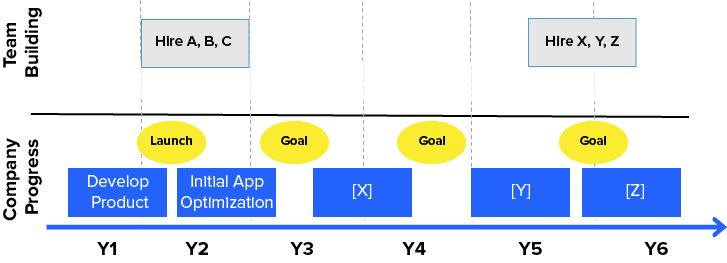 Team
Building
Hire A, B, C
Hire X, Y, Z
Company
Progress
Launch
Goal
Goal
Goal
Develop
Product
Initial App
Optimization
[X]
[Y]
[Z]
Y1
Y2
Y3
Y4
Y5
Y6